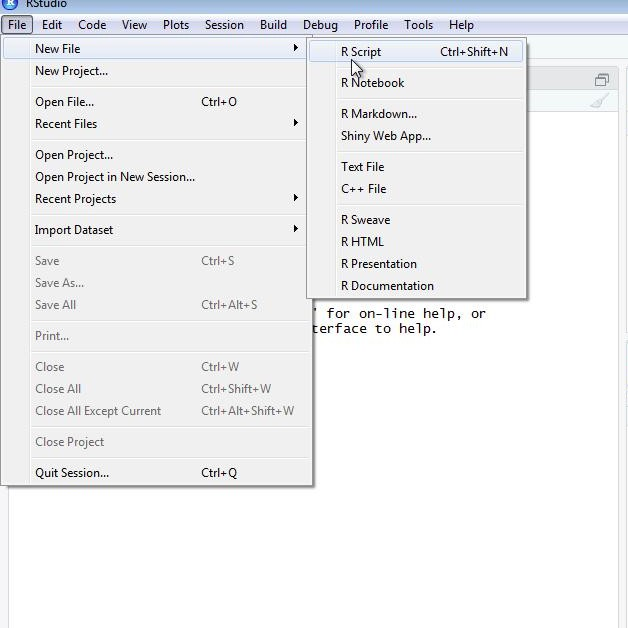 RStudio
File Edit Code View Plots Session Build Debug Profile Tools Help
New File
New Project...
Open File... Ctrl+O
Recent Files
Open Project...
Open Project in New Session...
Recent Projects
Import Dataset
Save Ctrl+S
Save As...
Save All Ctrl+Alt+S
Print...
Close Ctrl+W
Close All Ctrl+Shift+W
Close All Except Current Ctrl+Alt+Shift+W
Close Project
Quit Session... Ctrl+Q
R Script Ctrl+Shift+N
R Notebook
R Markdown...
Shiny Web App...
Text File
C++ File
R Sweave
R HTML
R Presentation
R Documentation
' for on-line help, or
terface to help.